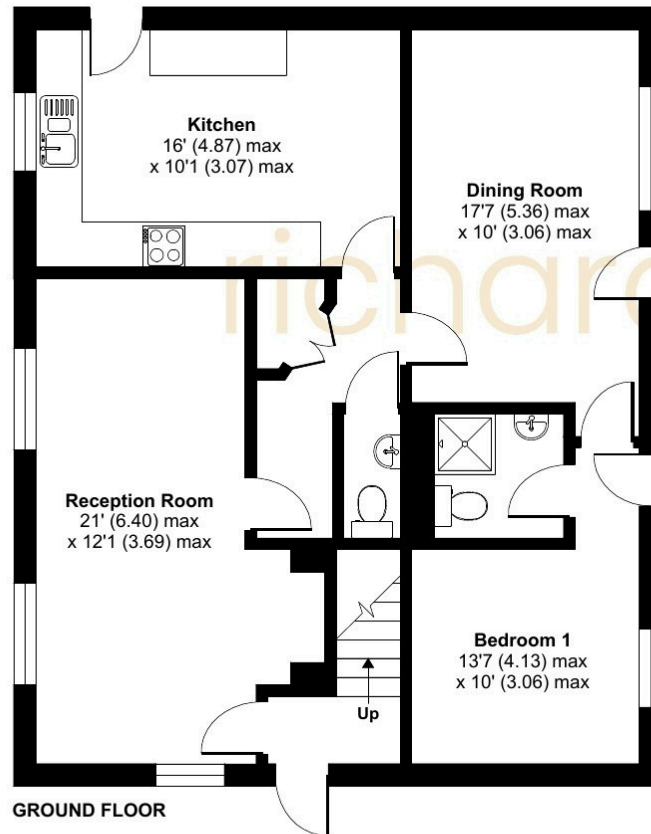 Kitchen
16' (4.87) max
x 10'1 (3.07) max
Dining Room
17'7 (5.36) max
x 10' (3.06) max
Reception Room
21' (6.40) max
x 12'1 (3.69) max
Bedroom 1
13'7 (4.13) max
x 10' (3.06) max
Up
GROUND FLOOR